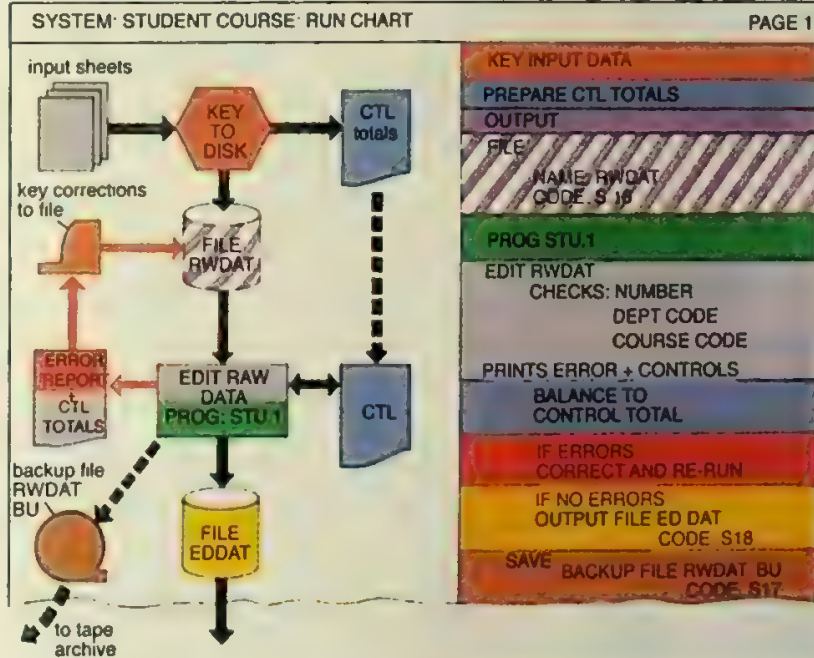 SYSTEM: STUDENT COURSE: RUN CHART
PAGE 1
input sheets
KEY
TO
DISK
CTL
totals
key corrections
to file
FILE
RWDAT
ERROR
REPORT
+
CTL
TOTALS
EDIT RAW
DATA
PROG: STU.1
CTL
backup file
RWDAT
BU
FILE
EDDAT
to tape
archive
KEY INPUT DATA
PREPARE CTL TOTALS
OUTPUT
FILE
NAME: RWDAT
CODE S 16
PROG STU.1
EDIT RWDAT
CHECKS: NUMBER
DEPT CODE
COURSE CODE
PRINTS ERROR + CONTROLS
BALANCE TO
CONTROL TOTAL
IF ERRORS
CORRECT AND RE-RUN
IF NO ERRORS
OUTPUT FILE ED DAT
CODE S18
SAVE
BACKUP FILE RWDAT BU
CODE S17